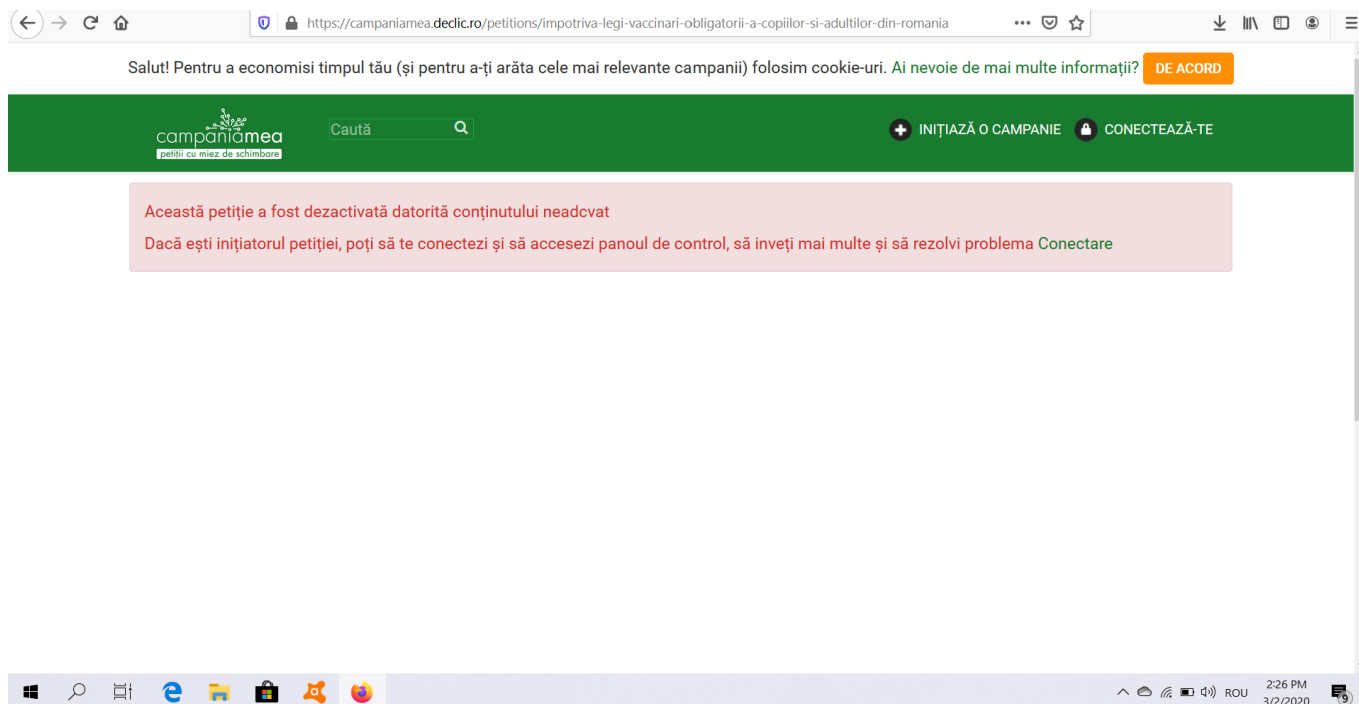 https://campaniamea.declic.ro/petitions/impotriva-legi-vaccinari-obligatorii-a-copiilor-si-adultilor-din-romania
Salut! Pentru a economisi timpul tău (și pentru a-ți arăta cele mai relevante campanii) folosim cookie-uri. Ai nevoie de mai multe informații? DE ACORD
campaniamea
petiții cu miez de schimbare
Caută
INIȚIAZĂ O CAMPANIE
CONECTEAZĂ-TE
Această petiție a fost dezactivată datorită conținutului neadcvat
Dacă ești inițiatorul petiției, poți să te conectezi și să accesezi panoul de control, să inveți mai multe și să rezolvi problema Conectare
ROU
2:26 PM
3/2/2020
9